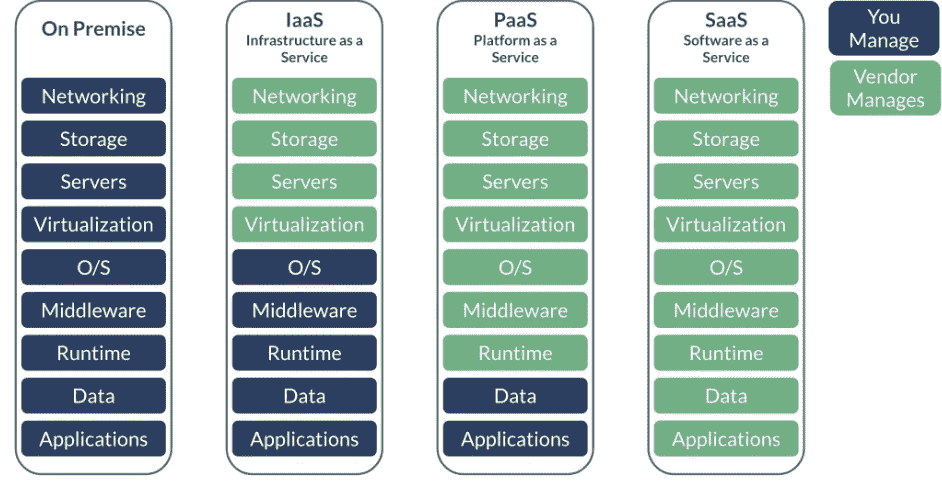 On Premise
Networking
Storage
Servers
Virtualization
O/S
Middleware
Runtime
Data
Applications
IaaS
Infrastructure as a
Service
Networking
Storage
Servers
Virtualization
O/S
Middleware
Runtime
Data
Applications
PaaS
Platform as a
Service
Networking
Storage
Servers
Virtualization
O/S
Middleware
Runtime
Data
Applications
SaaS
Software as a
Service
Networking
Storage
Servers
Virtualization
O/S
Middleware
Runtime
Data
Applications
You
Manage
Vendor
Manages